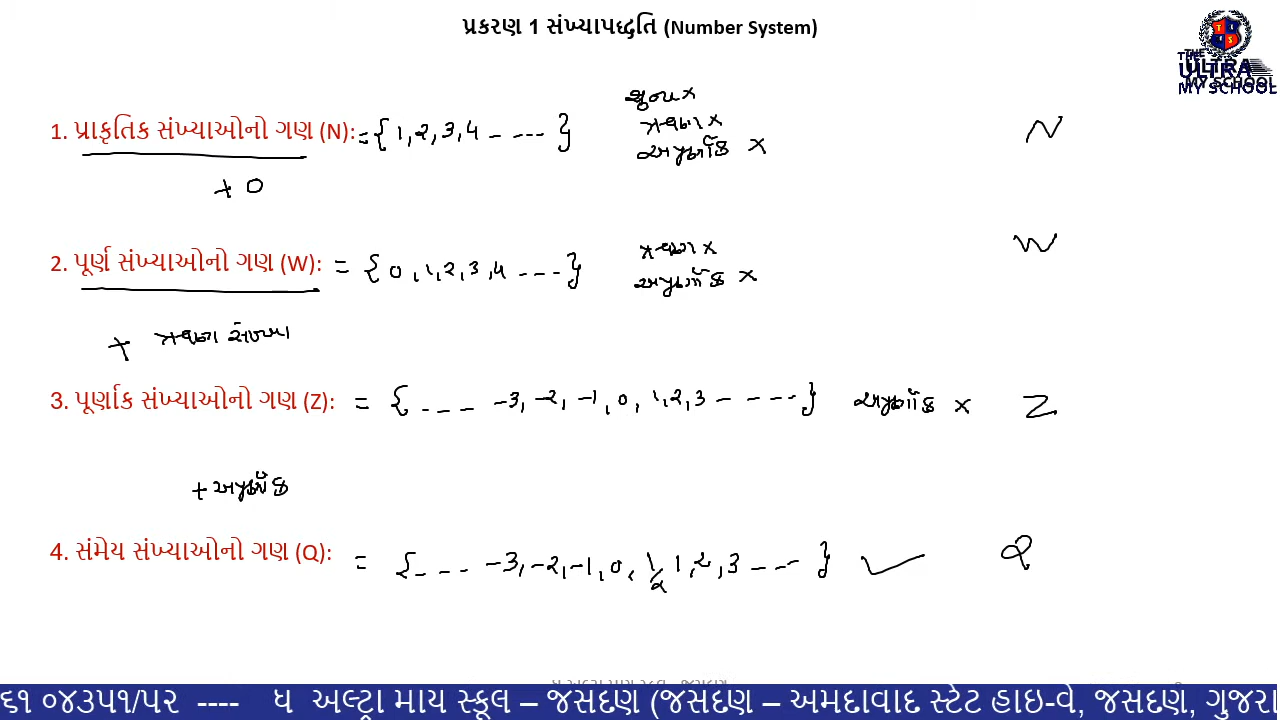 પ્રકરણ 1 સંખ્યાપદ્ધતિ (Number System)
THE ULTRA MY SCHOOL
શુન્ય ×
1. પ્રાકૃતિક સંખ્યાઓનો ગણ (N): = { 1, 2, 3, 4 - - - - } ઋણ × N
અપૂર્ણાંક ×
+ 0
2. પૂર્ણ સંખ્યાઓનો ગણ (W): = { 0, 1, 2, 3, 4 - - - } ઋણ × W
અપૂર્ણાંક ×
+ ઋણ સંખ્યા
3. પૂર્ણાક સંખ્યાઓનો ગણ (Z): = { - - - -3, -2, -1, 0, 1, 2, 3 - - - - - } અપૂર્ણાંક × Z
+ અપૂર્ણાંક
4. સંમેય સંખ્યાઓનો ગણ (Q): = { - - - -3, -2, -1, 0, 1/2 1, 2, 3 - - - } ✓ Q
૬૧ ૦૪૩૫૧/૫૨ ---- ધ અલ્ટ્રા માય સ્કૂલ – જસદણ (જસદણ – અમદાવાદ સ્ટેટ હાઇ-વે, જસદણ, ગુજરા